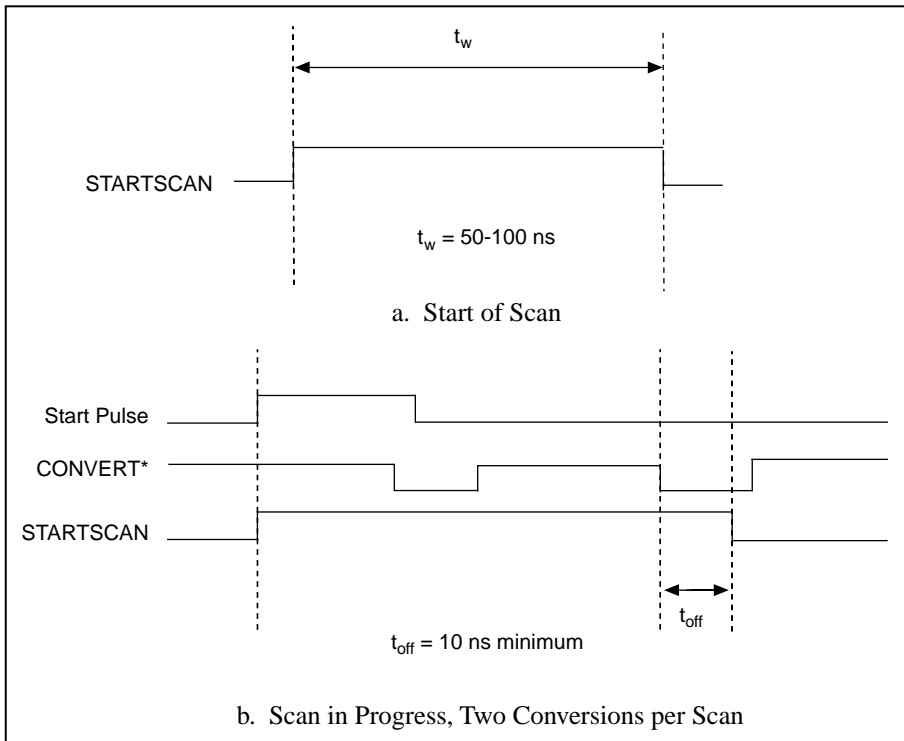 t_w
STARTSCAN
t_w = 50-100 ns
a. Start of Scan
Start Pulse
CONVERT*
STARTSCAN
t_off
t_off = 10 ns minimum
b. Scan in Progress, Two Conversions per Scan